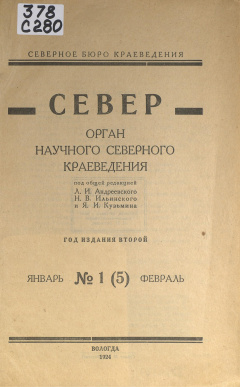 378
С280
СЕВЕРНОЕ БЮРО КРАЕВЕДЕНИЯ
СЕВЕР
ОРГАН
НАУЧНОГО СЕВЕРНОГО
КРАЕВЕДЕНИЯ
под общей редакцией
А. И. Андреевского
Н. В. Ильинского
и Я. И. Кузьмина
ГОД ИЗДАНИЯ ВТОРОЙ
ЯНВАРЬ № 1 (5) ФЕВРАЛЬ
ВОЛОГДА
1924